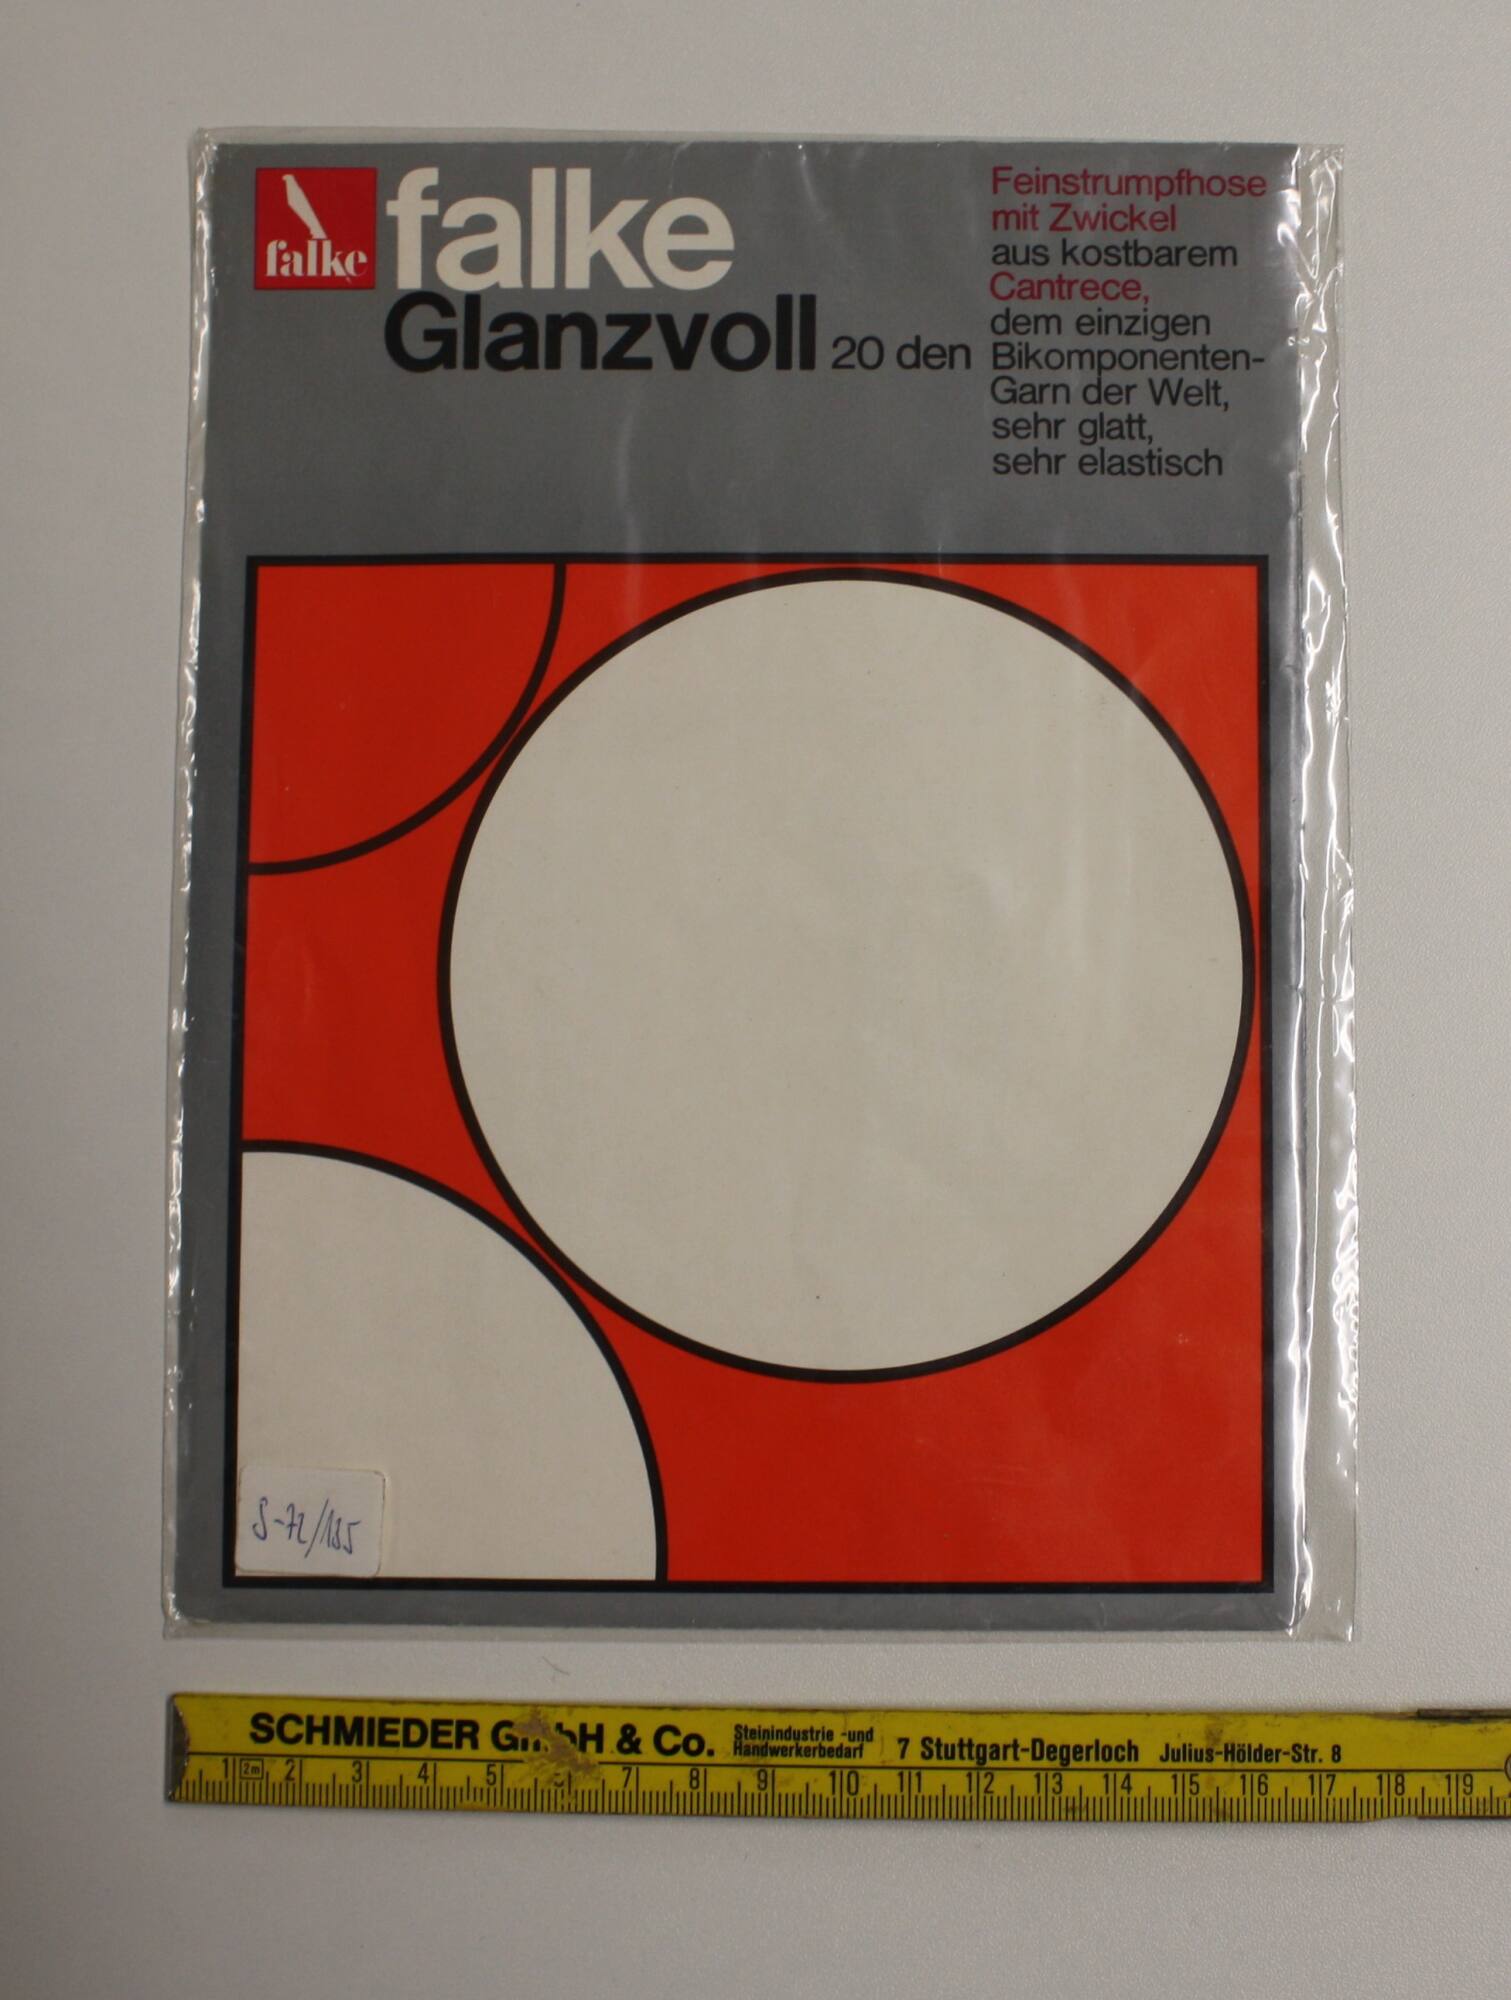 falke
falke
Glanzvoll 20 den
Feinstrumpfhose
mit Zwickel
aus kostbarem
Cantrece,
dem einzigen
Bikomponenten-
Garn der Welt,
sehr glatt,
sehr elastisch
S-72/135
SCHMIEDER GmbH & Co.
Steinindustrie -und
Handwerkerbedarf
7 Stuttgart-Degerloch Julius-Hölder-Str. 8
1 2m 2 3 4 5 6 7 8 9 10 11 12 13 14 15 16 17 18 19